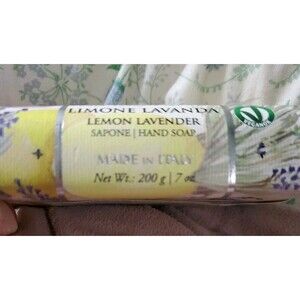 LIMONE LAVANDA
LEMON LAVENDER
SAPONE | HAND SOAP
MADE IN ITALY
Net Wt.: 200 g | 7 oz